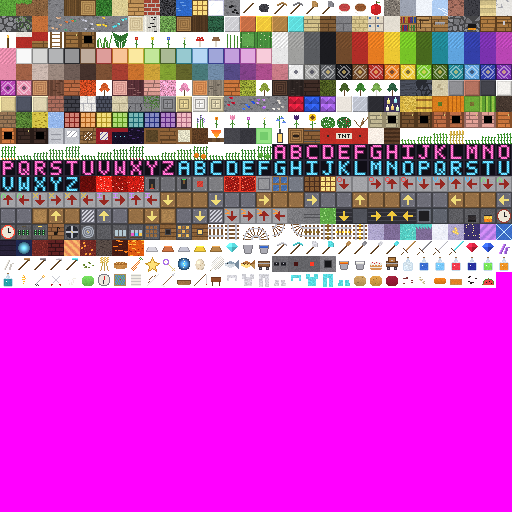 TNT
ABCDEFGHIJKLMNO
PQRSTUVWXYZABCDEFGHIJKLMNOPQRSTU
VWXYZ